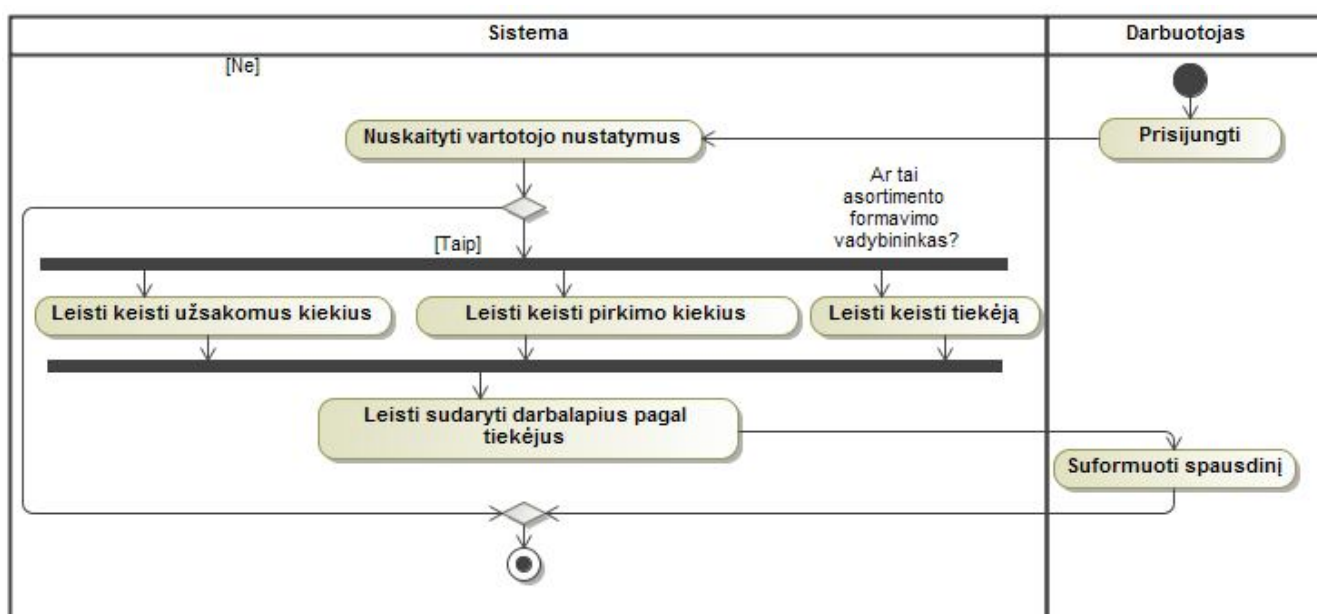 Sistema
Darbuotojas
[Ne]
Nuskaityti vartotojo nustatymus
Prisijungti
Ar tai
asortimento
formavimo
vadybininkas?
[Taip]
Leisti keisti užsakomus kiekius
Leisti keisti pirkimo kiekius
Leisti keisti tiekėją
Leisti sudaryti darbalapius pagal
tiekėjus
Suformuoti spausdinį